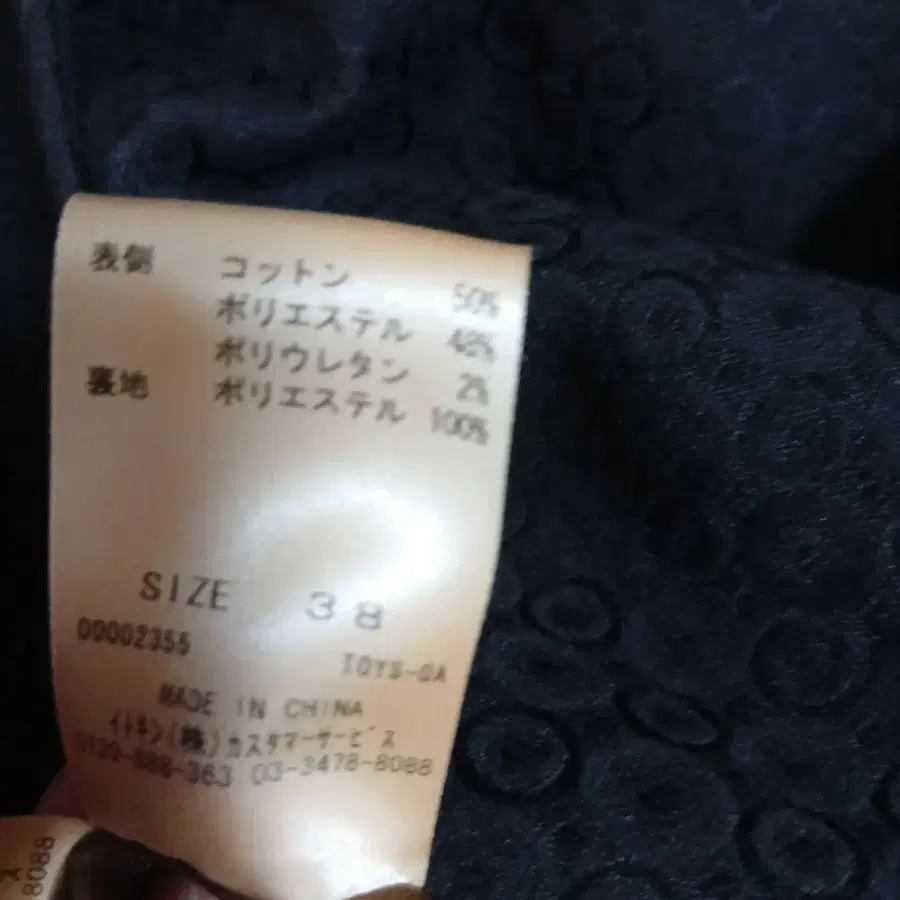 表側 コットン 50%
ポリエステル 48%
ポリウレタン 2%
裏地 ポリエステル 100%
SIZE 38
00002355
TOYS-0A
MADE IN CHINA
イトキン(株)カスタマーサービス
0120-888-363 03-3478-8088
8088